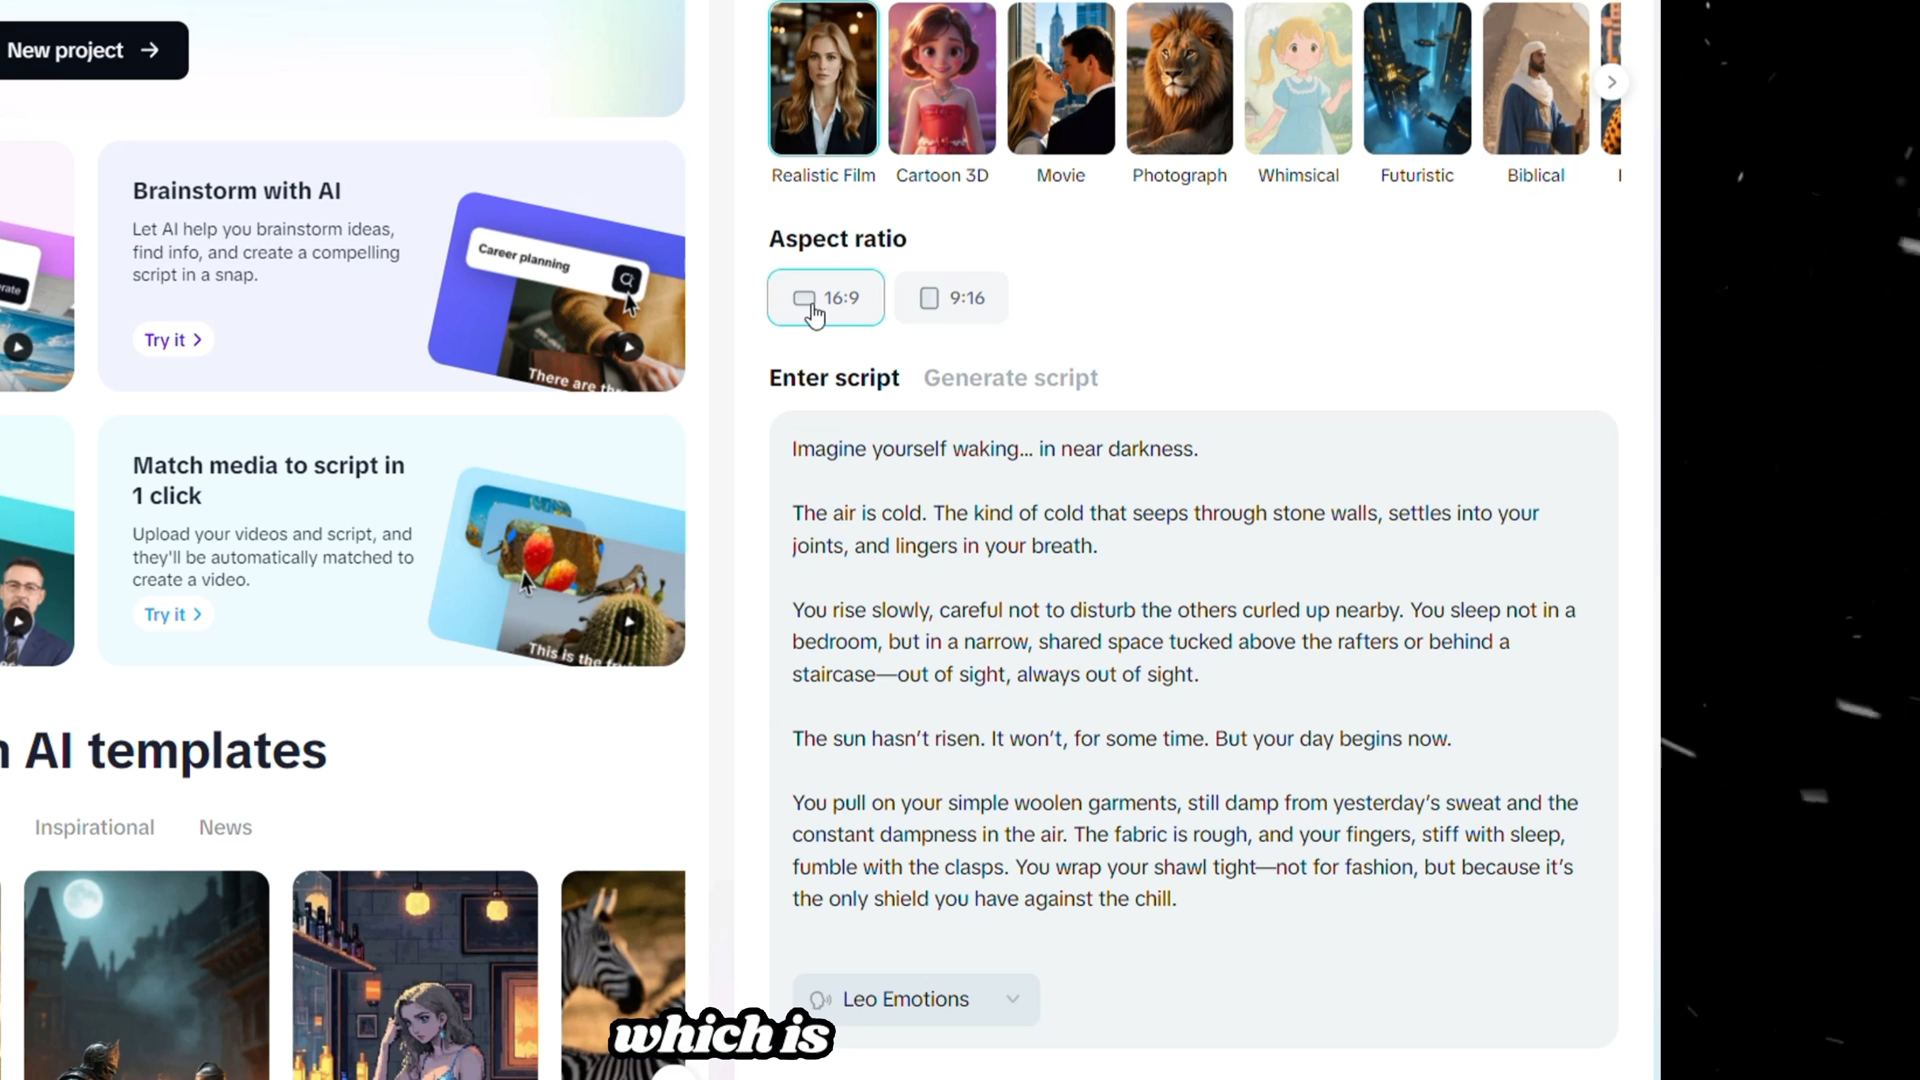 New project →
Brainstorm with AI
Let AI help you brainstorm ideas,
find info, and create a compelling
script in a snap.
Try it >
Career planning
There are
Match media to script in
1 click
Upload your videos and script, and
they'll be automatically matched to
create a video.
Try it >
This is the
AI templates
Inspirational
News
Realistic Film
Cartoon 3D
Movie
Photograph
Whimsical
Futuristic
Biblical
Aspect ratio
16:9
9:16
Enter script
Generate script
Imagine yourself waking... in near darkness.
The air is cold. The kind of cold that seeps through stone walls, settles into your
joints, and lingers in your breath.
You rise slowly, careful not to disturb the others curled up nearby. You sleep not in a
bedroom, but in a narrow, shared space tucked above the rafters or behind a
staircase—out of sight, always out of sight.
The sun hasn't risen. It won't, for some time. But your day begins now.
You pull on your simple woolen garments, still damp from yesterday's sweat and the
constant dampness in the air. The fabric is rough, and your fingers, stiff with sleep,
fumble with the clasps. You wrap your shawl tight—not for fashion, but because it's
the only shield you have against the chill.
Leo Emotions
which is